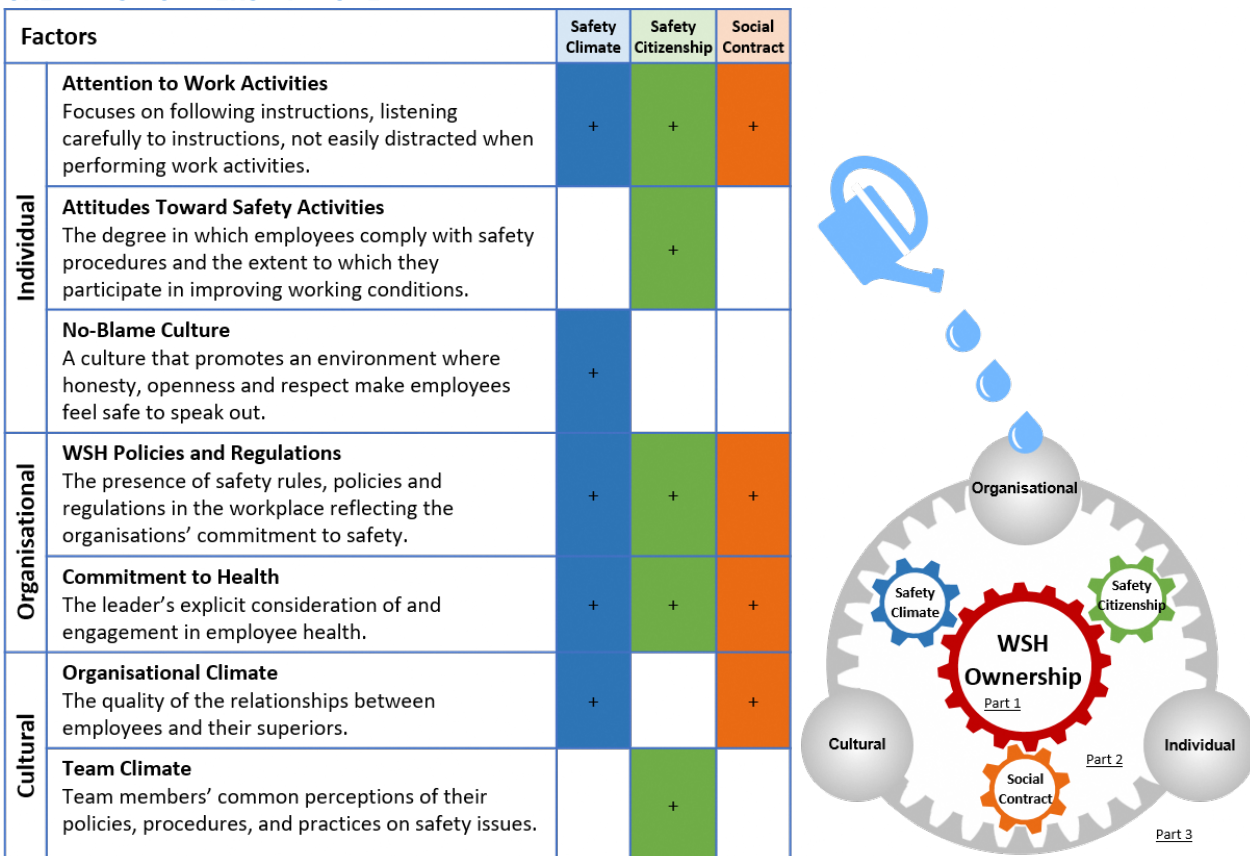 Factors
Safety
Climate
Safety
Citizenship
Social
Contract
Individual
Attention to Work Activities
Focuses on following instructions, listening
carefully to instructions, not easily distracted when
performing work activities.
+ + +
Attitudes Toward Safety Activities
The degree in which employees comply with safety
procedures and the extent to which they
participate in improving working conditions.
+
No-Blame Culture
A culture that promotes an environment where
honesty, openness and respect make employees
feel safe to speak out.
+
Organisational
WSH Policies and Regulations
The presence of safety rules, policies and
regulations in the workplace reflecting the
organisations’ commitment to safety.
+ + +
Commitment to Health
The leader’s explicit consideration of and
engagement in employee health.
+ + +
Cultural
Organisational Climate
The quality of the relationships between
employees and their superiors.
+ +
Team Climate
Team members’ common perceptions of their
policies, procedures, and practices on safety issues.
+
Organisational
Safety
Climate
Safety
Citizenship
WSH
Ownership
Part 1
Cultural
Individual
Part 2
Social
Contract
Part 3